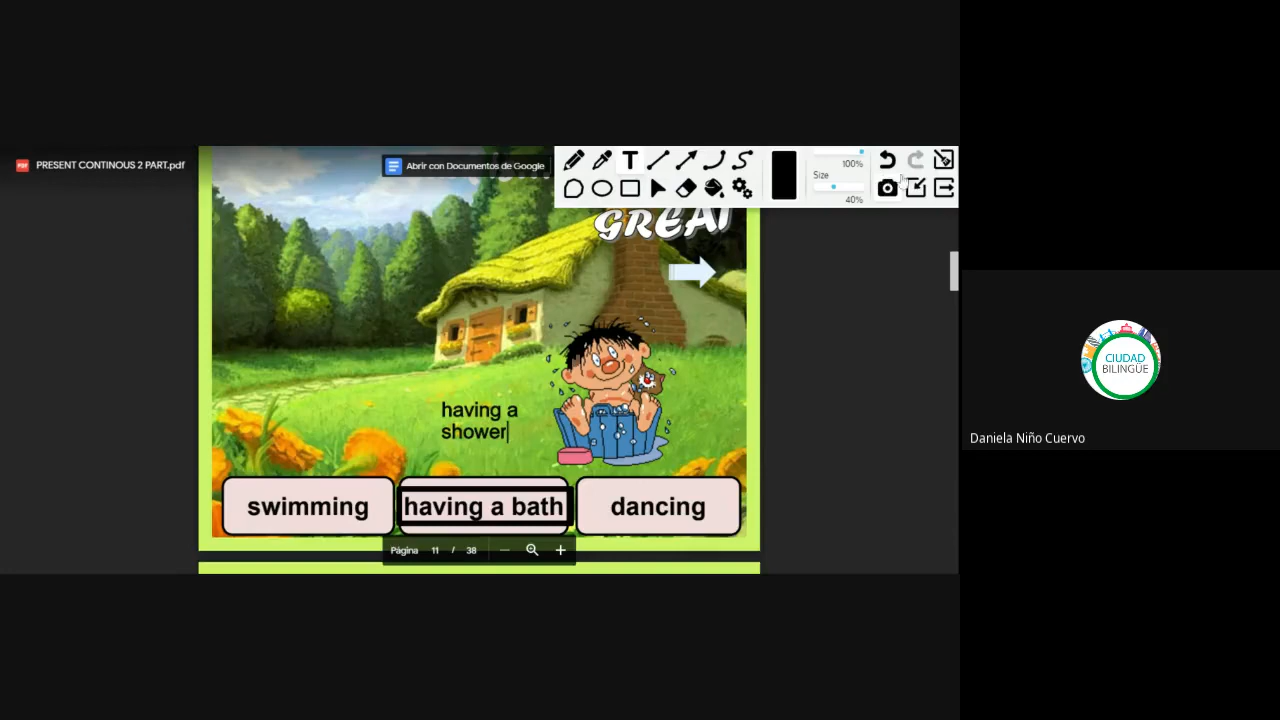 PRESENT CONTINOUS 2 PART.pdf
Abrir con Documentos de Google
T
100%
Size
40%
GREAT
having a
shower
swimming
having a bath
dancing
Página 11 / 38
CIUDAD
BILINGÜE
Daniela Niño Cuervo